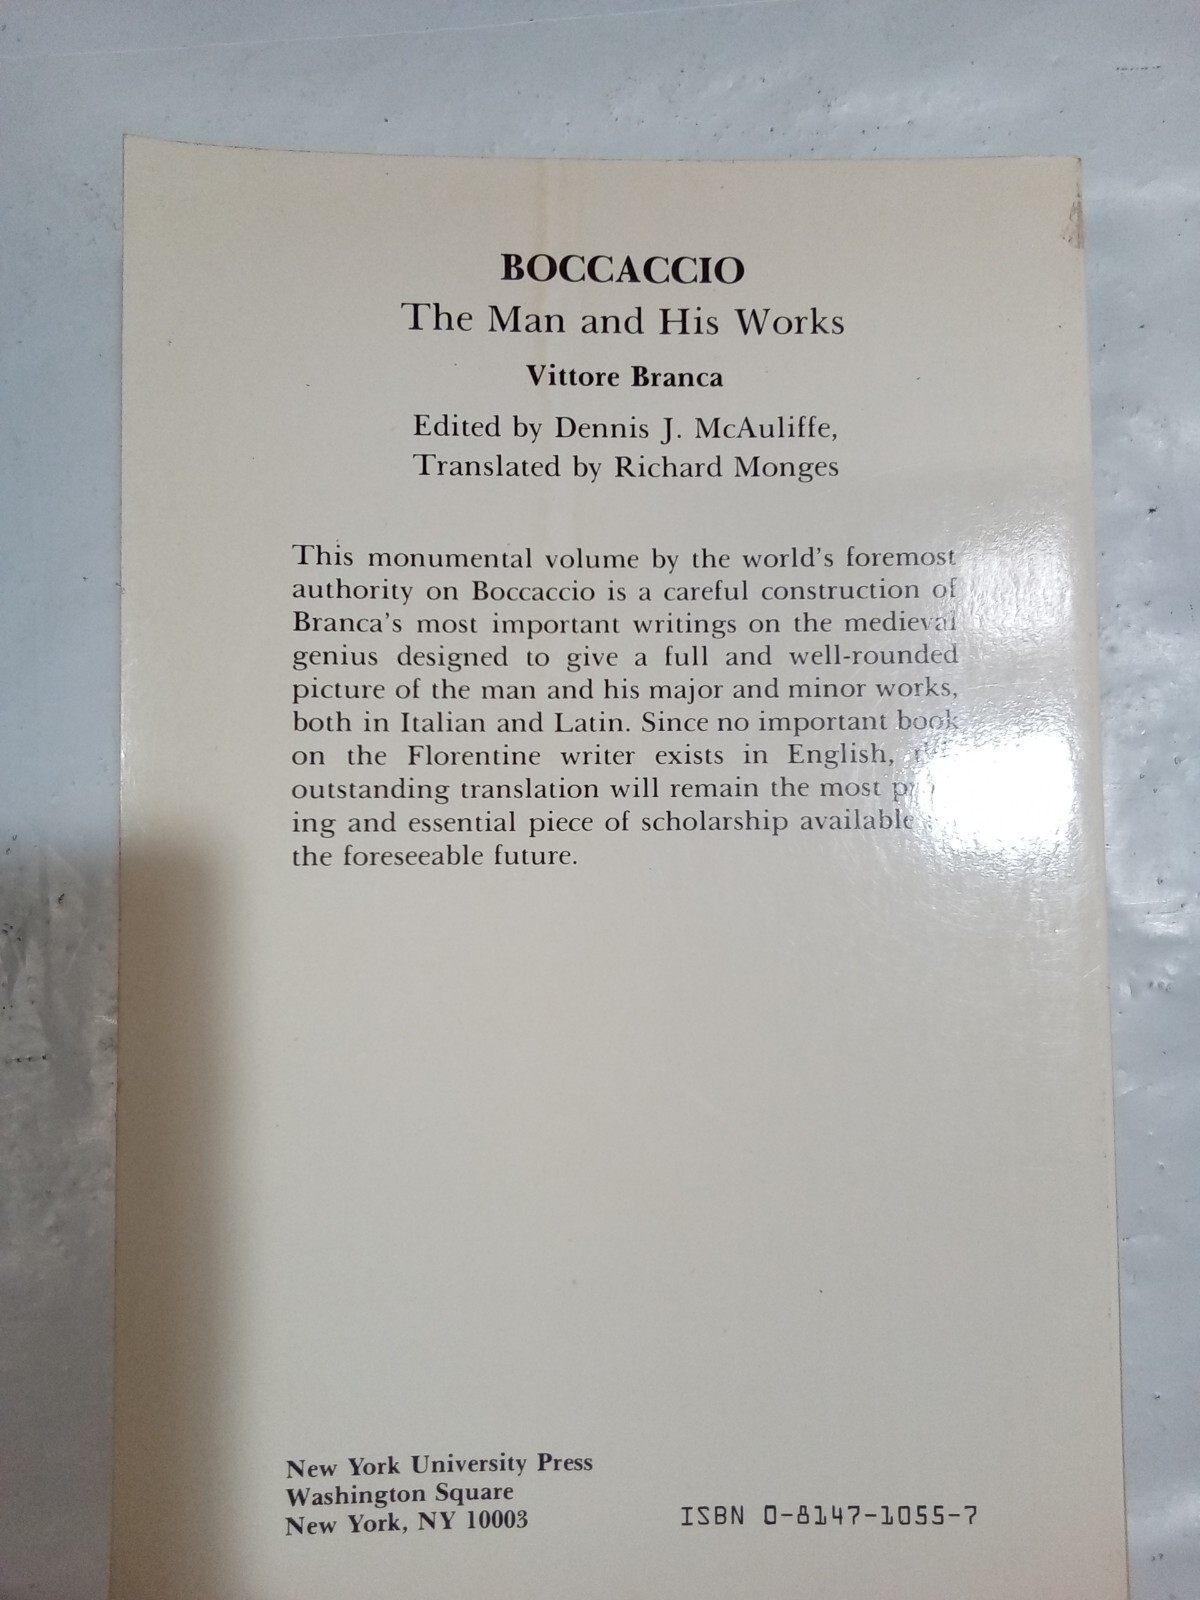 BOCCACCIO
The Man and His Works
Vittore Branca
Edited by Dennis J. McAuliffe,
Translated by Richard Monges
This monumental volume by the world's foremost
authority on Boccaccio is a careful construction of
Branca's most important writings on the medieval
genius designed to give a full and well-rounded
picture of the man and his major and minor works,
both in Italian and Latin. Since no important book
on the Florentine writer exists in English,
outstanding translation will remain the most
ing and essential piece of scholarship available
the foreseeable future.
New York University Press
Washington Square
New York, NY 10003
ISBN 0-8147-1055-7